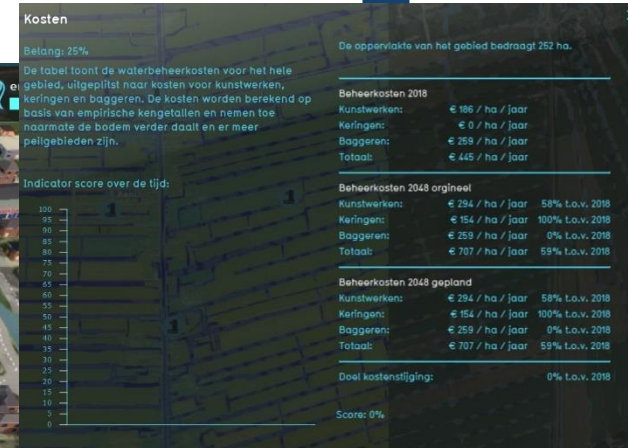 Kosten
Belang: 25%
De tabel toont de waterbeheerkosten voor het hele
gebied, uitgeplitst naar kosten voor kunstwerken,
keringen en baggeren. De kosten worden berekend op
basis van empirische kengetallen en nemen toe
naarmate de bodem verder daalt en er meer
peilgebieden zijn.
Indicator score over de tijd:
100
95
90
85
80
75
70
65
60
55
50
45
40
35
30
25
20
15
10
5
0
De oppervlakte van het gebied bedraagt 252 ha.
Beheerkosten 2018
Kunstwerken: € 186 / ha / jaar
Keringen: € 0 / ha / jaar
Baggeren: € 259 / ha / jaar
Totaal: € 445 / ha / jaar
Beheerkosten 2048 orgineel
Kunstwerken: € 294 / ha / jaar 58% t.o.v. 2018
Keringen: € 154 / ha / jaar 100% t.o.v. 2018
Baggeren: € 259 / ha / jaar 0% t.o.v. 2018
Totaal: € 707 / ha / jaar 59% t.o.v. 2018
Beheerkosten 2048 gepland
Kunstwerken: € 294 / ha / jaar 58% t.o.v. 2018
Keringen: € 154 / ha / jaar 100% t.o.v. 2018
Baggeren: € 259 / ha / jaar 0% t.o.v. 2018
Totaal: € 707 / ha / jaar 59% t.o.v. 2018
Doel kostenstijging: 0% t.o.v. 2018
Score: 0%